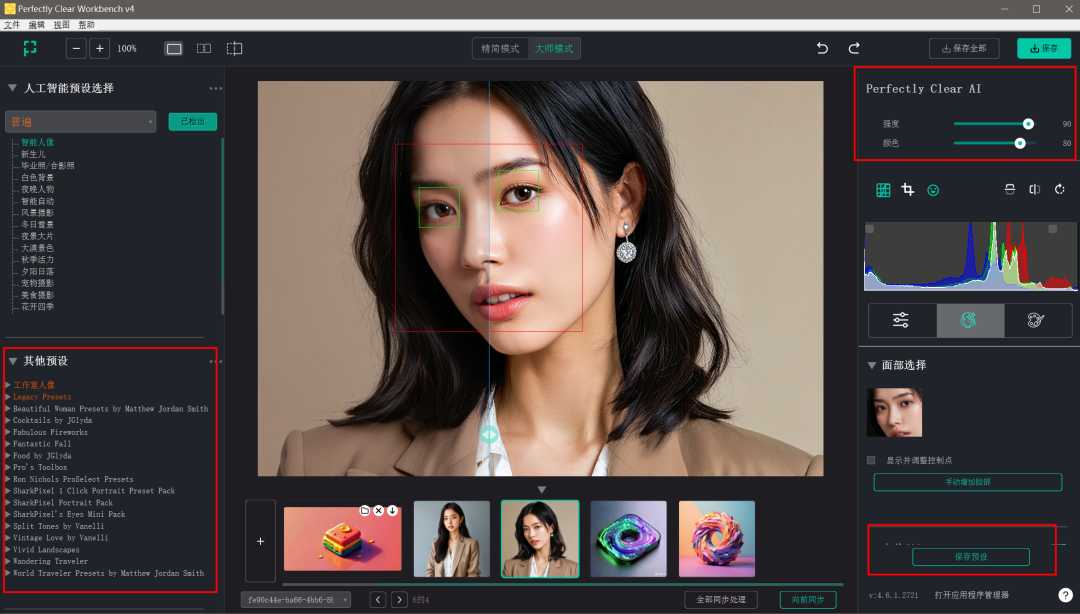 Perfectly Clear Workbench v4
文件 编辑 视图 帮助
100%
精简模式 大师模式
保存全部
保存
人工智能预设选择
普遍
已检出
智能人像
新生儿
毕业照/合影照
白色背景
夜晚人物
智能自动
风景摄影
冬日雪景
夜景大片
大漠景色
秋季活力
夕阳日落
宠物摄影
美食摄影
花开四季
其他预设
工作室人像
Legacy Presets
Beautiful Woman Presets by Matthew Jordan Smith
Cocktails by JGlyda
Fabulous Fireworks
Fantastic Fall
Food by JGlyda
Pro's Toolbox
Ron Nichols ProSelect Presets
SharkPixel 1 Click Portrait Preset Pack
SharkPixel Portrait Pack
SharkPixel's Eyes Mini Pack
Split Tones by Vanelli
Vintage Love by Vanelli
Vivid Landscapes
Wandering Traveler
World Traveler Presets by Matthew Jordan Smith
Perfectly Clear AI
强度 90
颜色 80
面部选择
显示并调整控制点
手动增加脸部
保存预设
v:4.6.1.2721 打开应用程序管理器
全部同步处理
向前同步